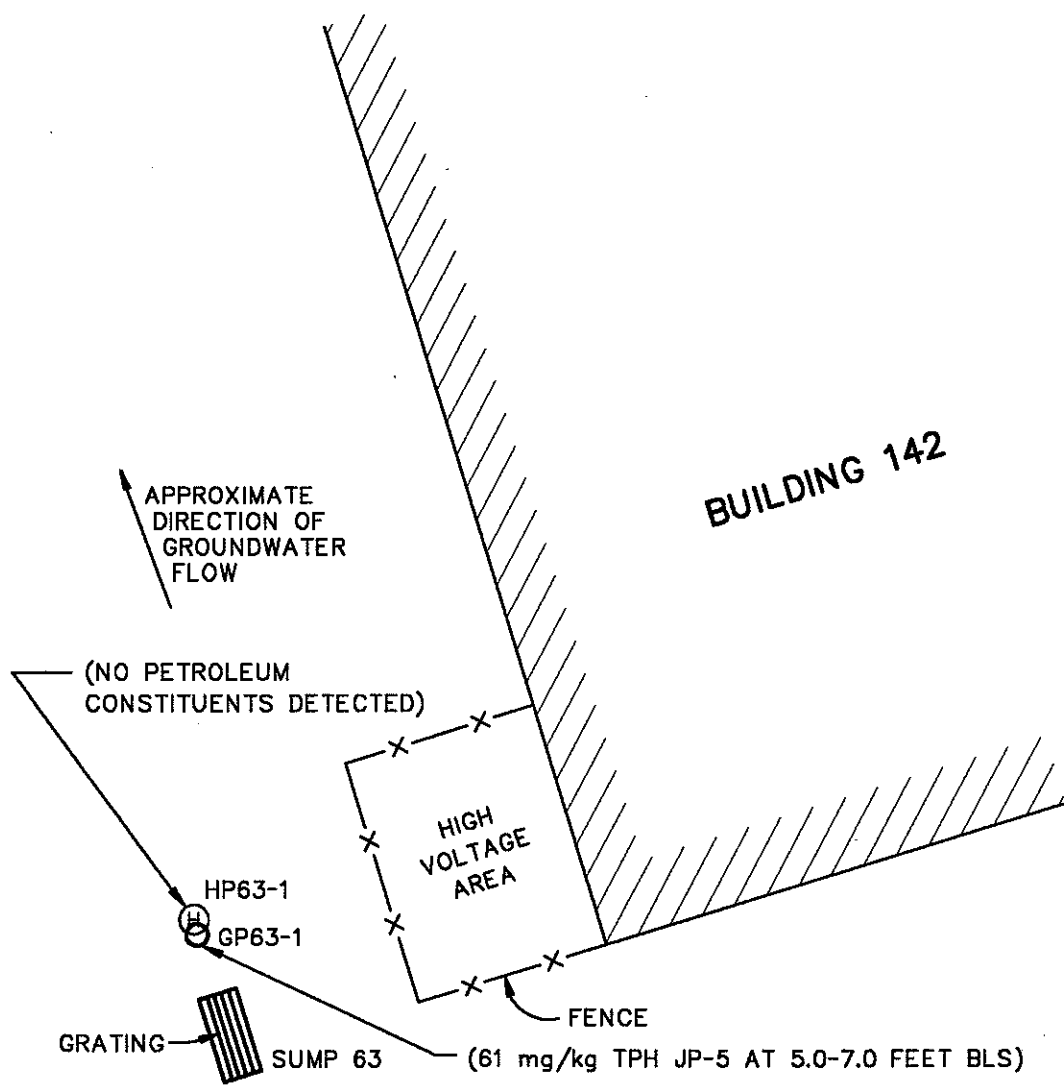 BUILDING 142
APPROXIMATE
DIRECTION OF
GROUNDWATER
FLOW
(NO PETROLEUM
CONSTITUENTS DETECTED)
HIGH
VOLTAGE
AREA
HP63-1
H
GP63-1
FENCE
GRATING
SUMP 63
(61 mg/kg TPH JP-5 AT 5.0-7.0 FEET BLS)